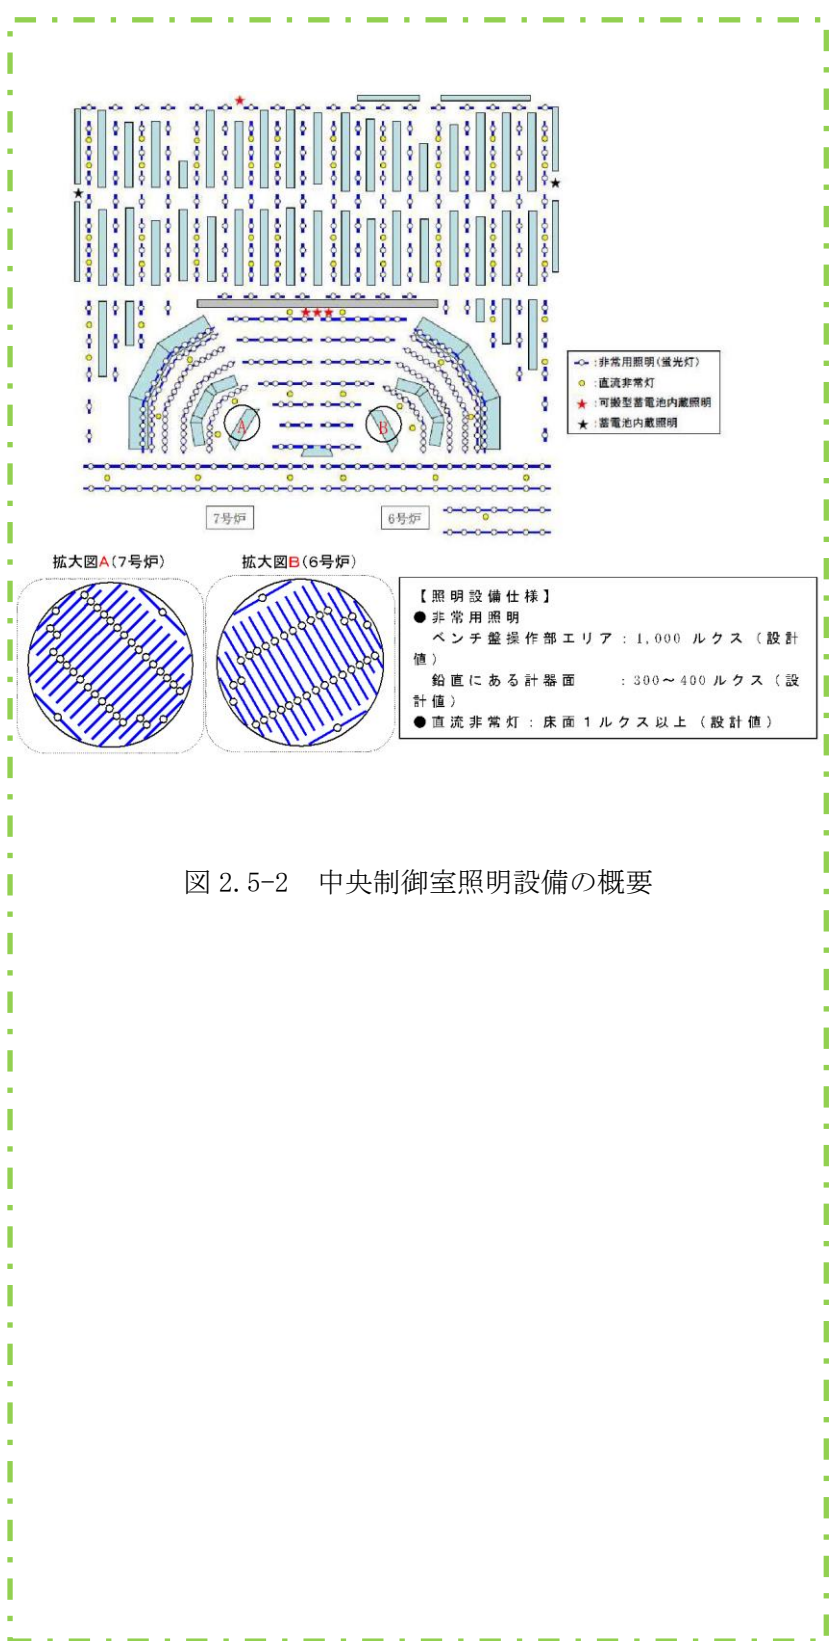 ：非常用照明(蛍光灯)
：直流非常灯
：可搬型蓄電池内蔵照明
：蓄電池内蔵照明
A
B
7号炉
6号炉
拡大図A(7号炉)
拡大図B(6号炉)
【照明設備仕様】
●非常用照明
ベンチ盤操作部エリア：1,000 ルクス（設計
値）
鉛直にある計器面　　：300～400 ルクス（設
計値）
●直流非常灯：床面１ルクス以上（設計値）
図 2.5-2　中央制御室照明設備の概要